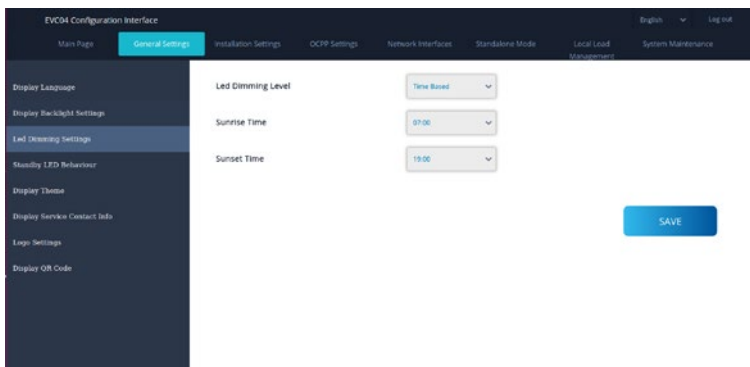 EVC04 Configuration Interface
English
Log out
Main Page
General Settings
Installation Settings
OCPP Settings
Network Interfaces
Standalone Mode
Local Load
Management
System Maintenance
Display Language
Display Backlight Settings
Led Dimming Settings
Standby LED Behaviour
Display Theme
Display Service Contact Info
Logo Settings
Display QR Code
Led Dimming Level
Time Based
Sunrise Time
07:00
Sunset Time
19:00
SAVE